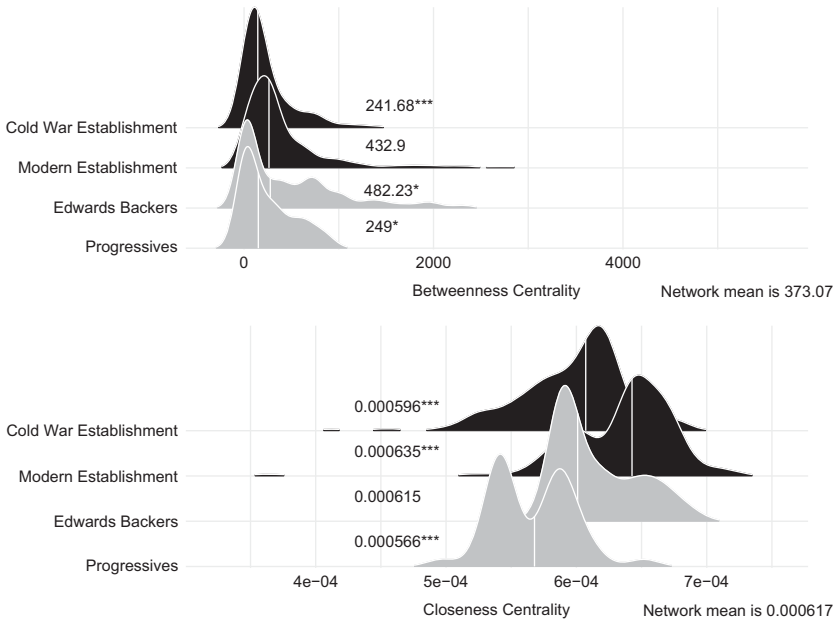 241.68***
Cold War Establishment
432.9
Modern Establishment
482.23*
Edwards Backers
249*
Progressives
0 2000 4000
Betweenness Centrality
Network mean is 373.07
0.000596***
Cold War Establishment
0.000635***
Modern Establishment
0.000615
Edwards Backers
0.000566***
Progressives
4e−04 5e−04 6e−04 7e−04
Closeness Centrality
Network mean is 0.000617